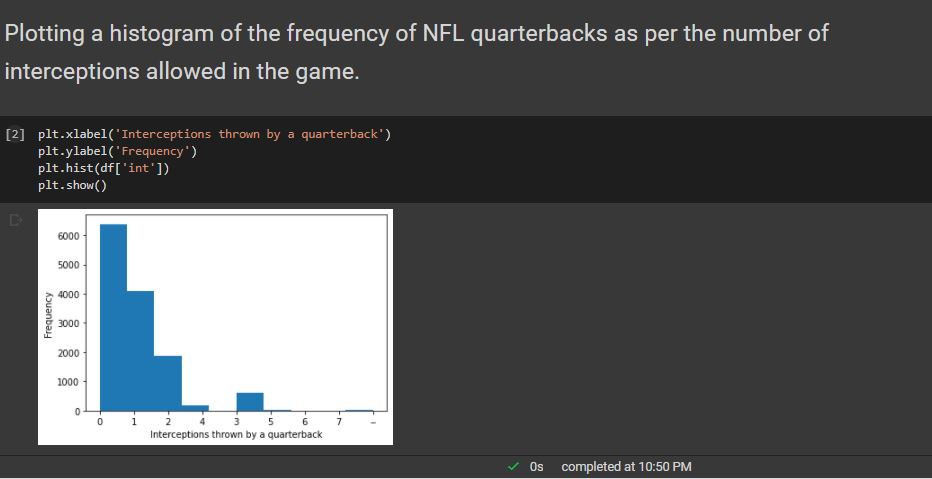 Plotting a histogram of the frequency of NFL quarterbacks as per the number of
interceptions allowed in the game.
[2] plt.xlabel('Interceptions thrown by a quarterback')
plt.ylabel('Frequency')
plt.hist(df['int'])
plt.show()
6000
5000
4000
3000
2000
1000
0
Frequency
0 1 2 4 3 5 6 7 --
Interceptions thrown by a quarterback
✓ 0s completed at 10:50 PM